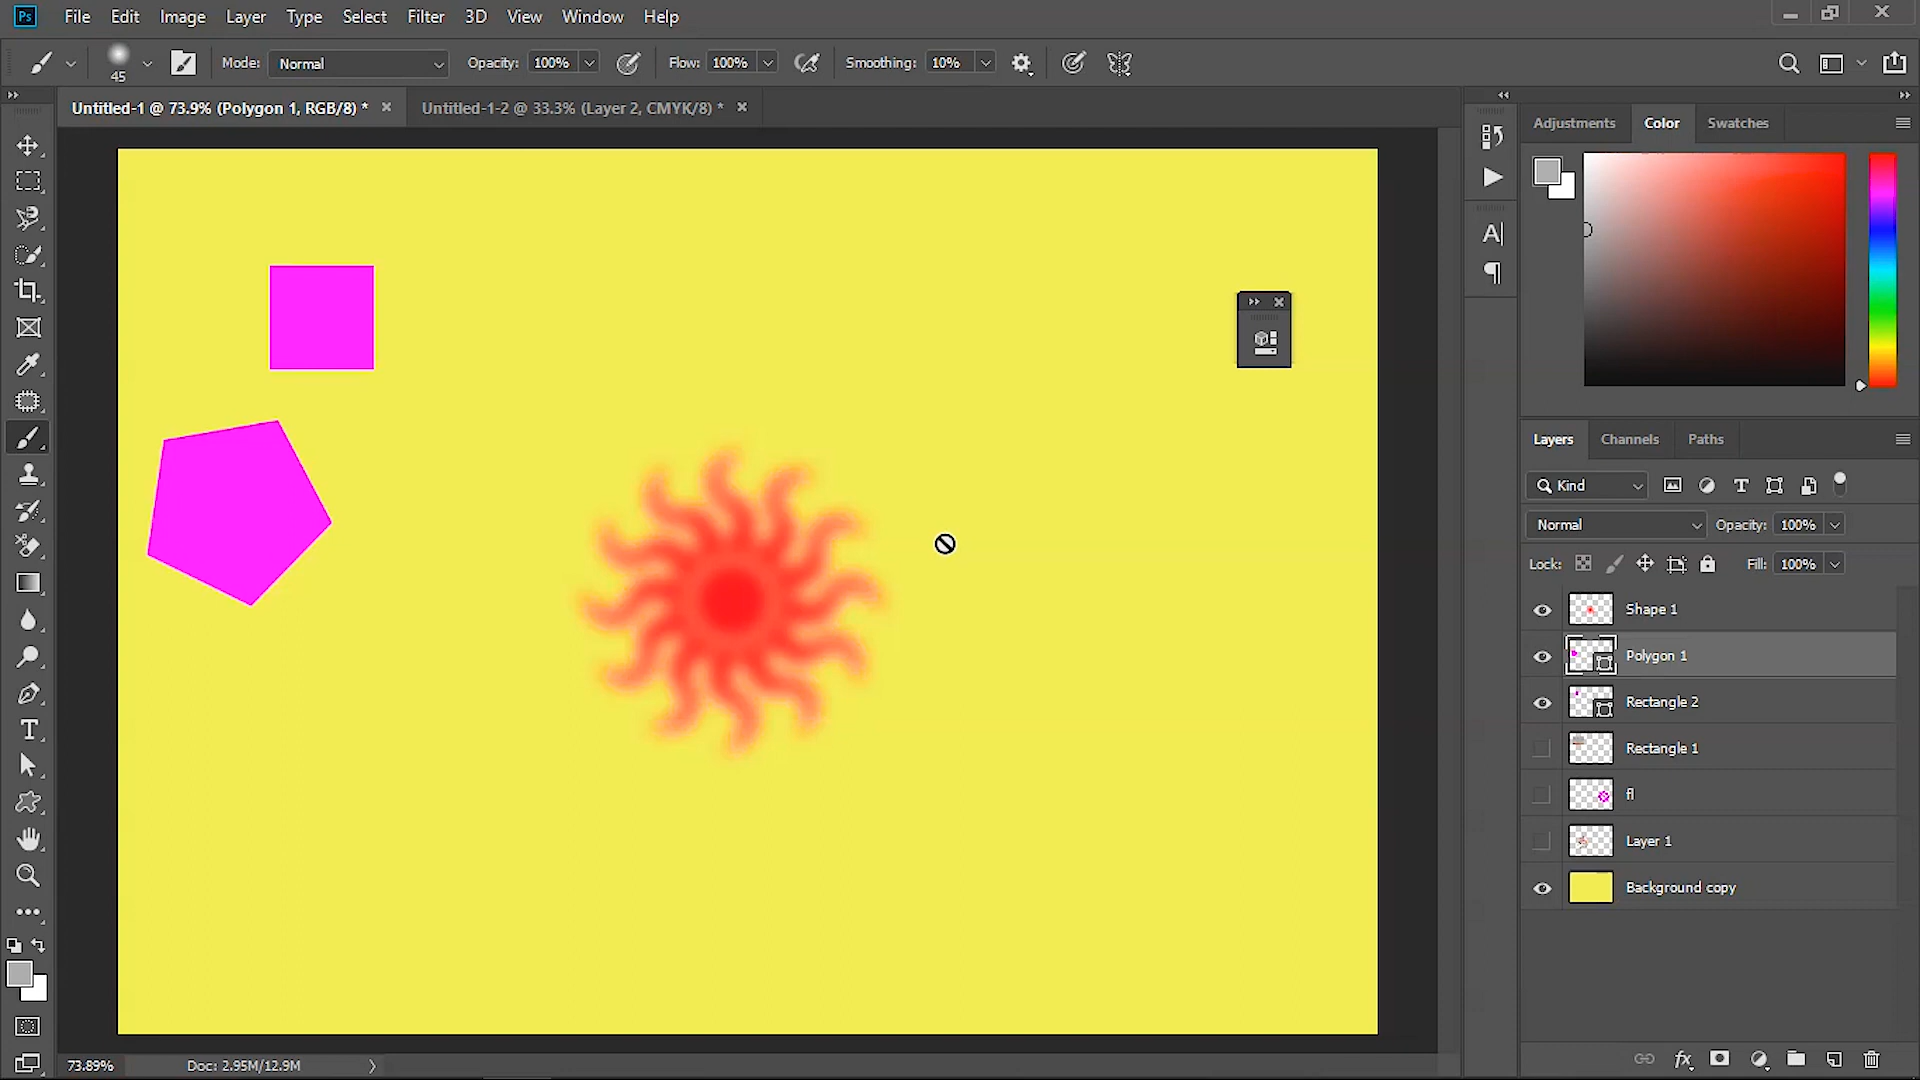 Ps File Edit Image Layer Type Select Filter 3D View Window Help
45 Mode: Normal Opacity: 100% Flow: 100% Smoothing: 10%
Untitled-1 @ 73.9% (Polygon 1, RGB/8) * Untitled-1-2 @ 33.3% (Layer 2, CMYK/8) *
Adjustments Color Swatches
Layers Channels Paths
Kind
Normal Opacity: 100%
Lock: Fill: 100%
Shape 1
Polygon 1
Rectangle 2
Rectangle 1
fl
Layer 1
Background copy
73.89% Doc: 2.95M/12.9M